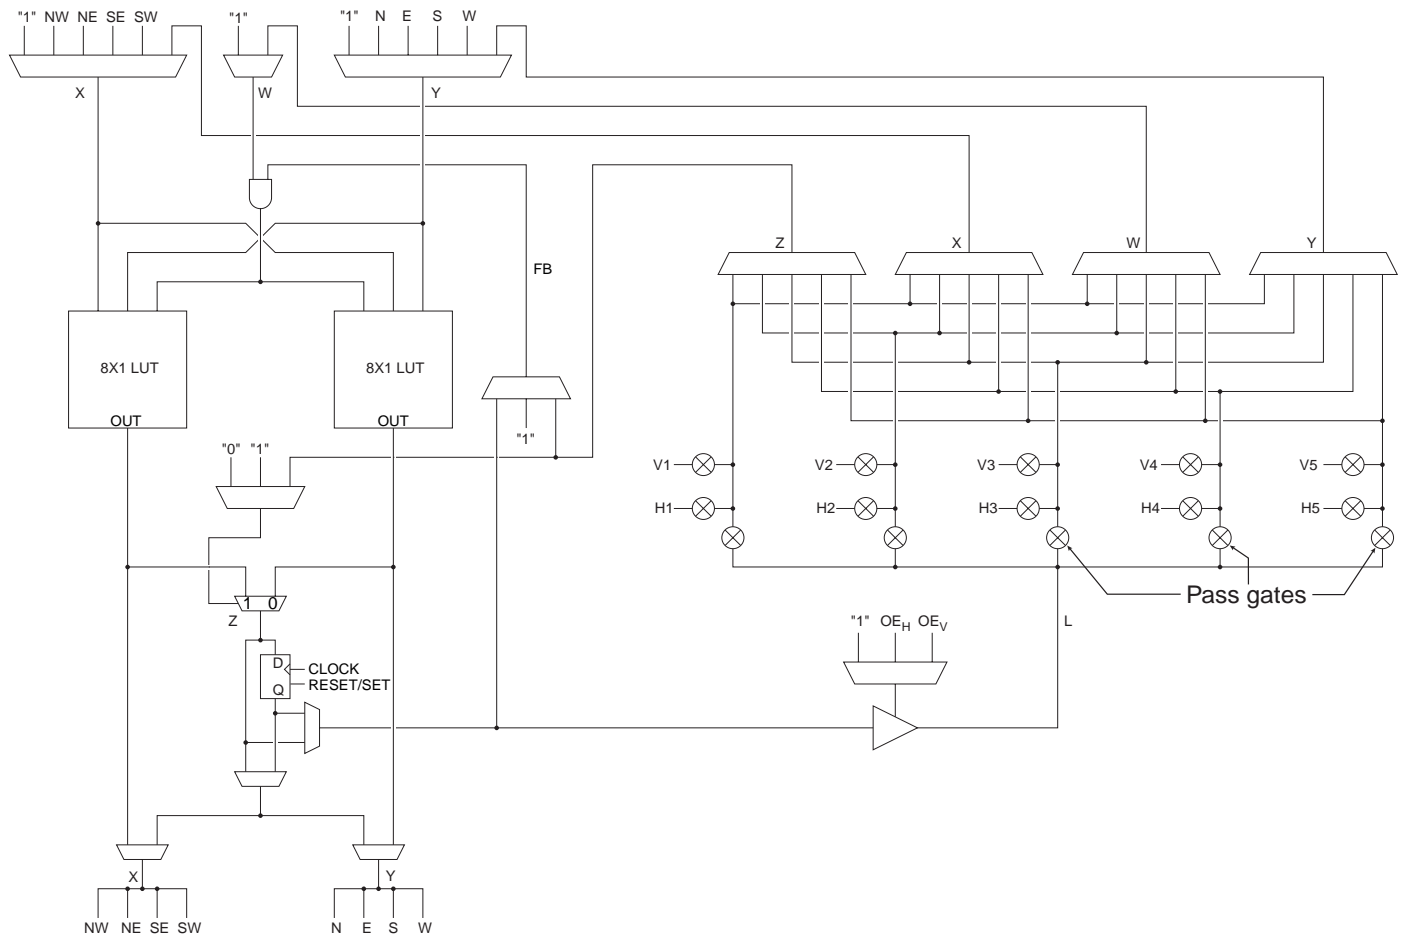 "1" NW NE SE SW "1" "1" N E S W
X W Y
Z X W Y
FB
8X1 LUT 8X1 LUT
OUT OUT
"1"
"0" "1"
V1 V2 V3 V4 V5
H1 H2 H3 H4 H5
Pass gates
1 0
Z "1" OEH OEV L
D CLOCK
Q RESET/SET
X Y
NW NE SE SW N E S W